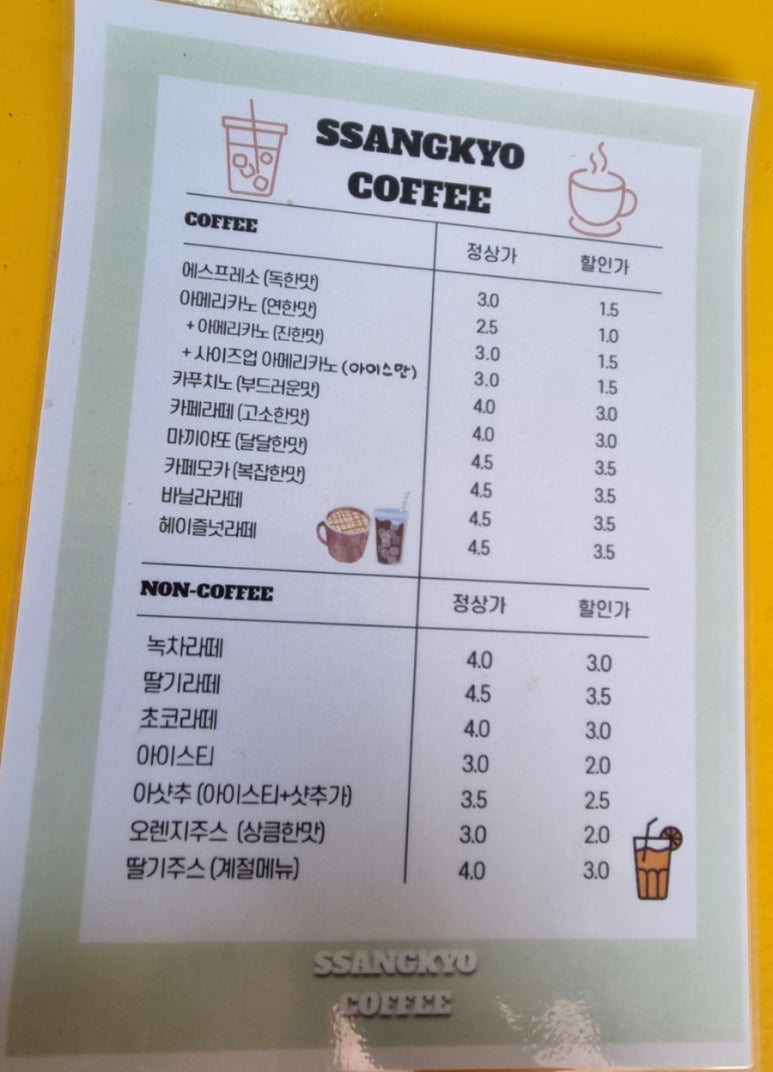 SSANGKYO
COFFEE
COFFEE 정상가 할인가
에스프레소 (독한맛) 3.0 1.5
아메리카노 (연한맛) 2.5 1.0
+ 아메리카노 (진한맛) 3.0 1.5
+ 사이즈업 아메리카노 (아이스만) 3.0 1.5
카푸치노 (부드러운맛) 4.0 3.0
카페라떼 (고소한맛) 4.0 3.0
마끼야또 (달달한맛) 4.5 3.5
카페모카 (복잡한맛) 4.5 3.5
바닐라라떼 4.5 3.5
헤이즐넛라떼 4.5 3.5
NON-COFFEE 정상가 할인가
녹차라떼 4.0 3.0
딸기라떼 4.5 3.5
초코라떼 4.0 3.0
아이스티 3.0 2.0
아샷추 (아이스티+샷추가) 3.5 2.5
오렌지주스 (상큼한맛) 3.0 2.0
딸기주스 (계절메뉴) 4.0 3.0
SSANGKYO
COFFEE